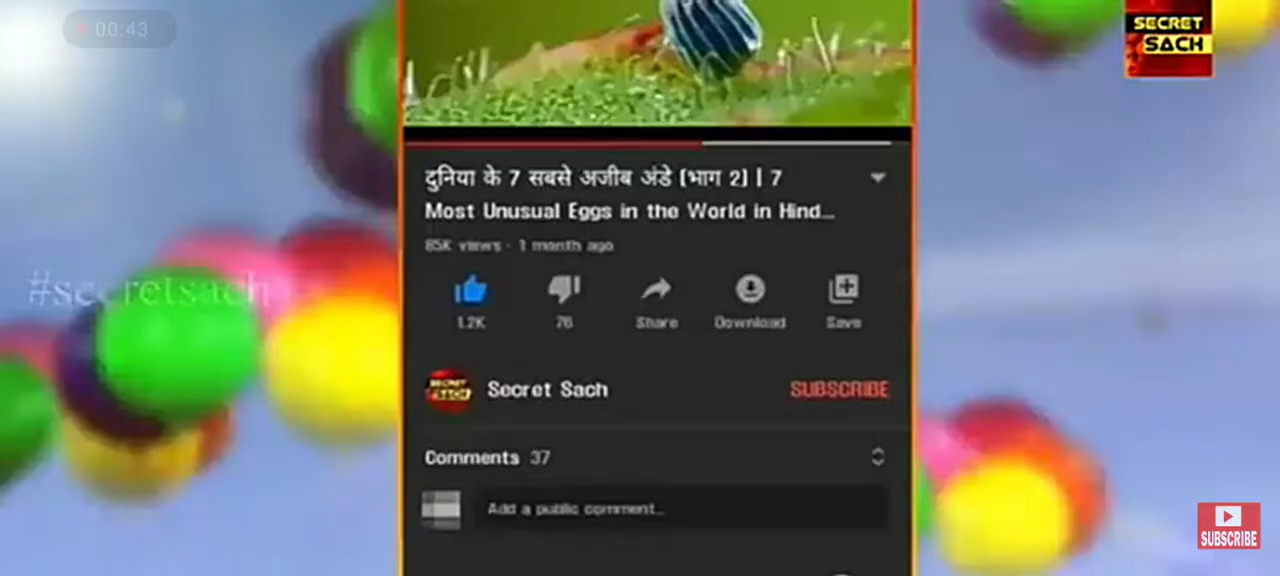 00:43
SECRET
SACH
दुनिया के 7 सबसे अजीब अंडे (भाग 2) | 7
Most Unusual Eggs in the World in Hind...
85K views · 1 month ago
#secretsach
1.2K
76
Share
Download
Save
SECRET
SACH
Secret Sach
SUBSCRIBE
Comments 37
Add a public comment...
SUBSCRIBE